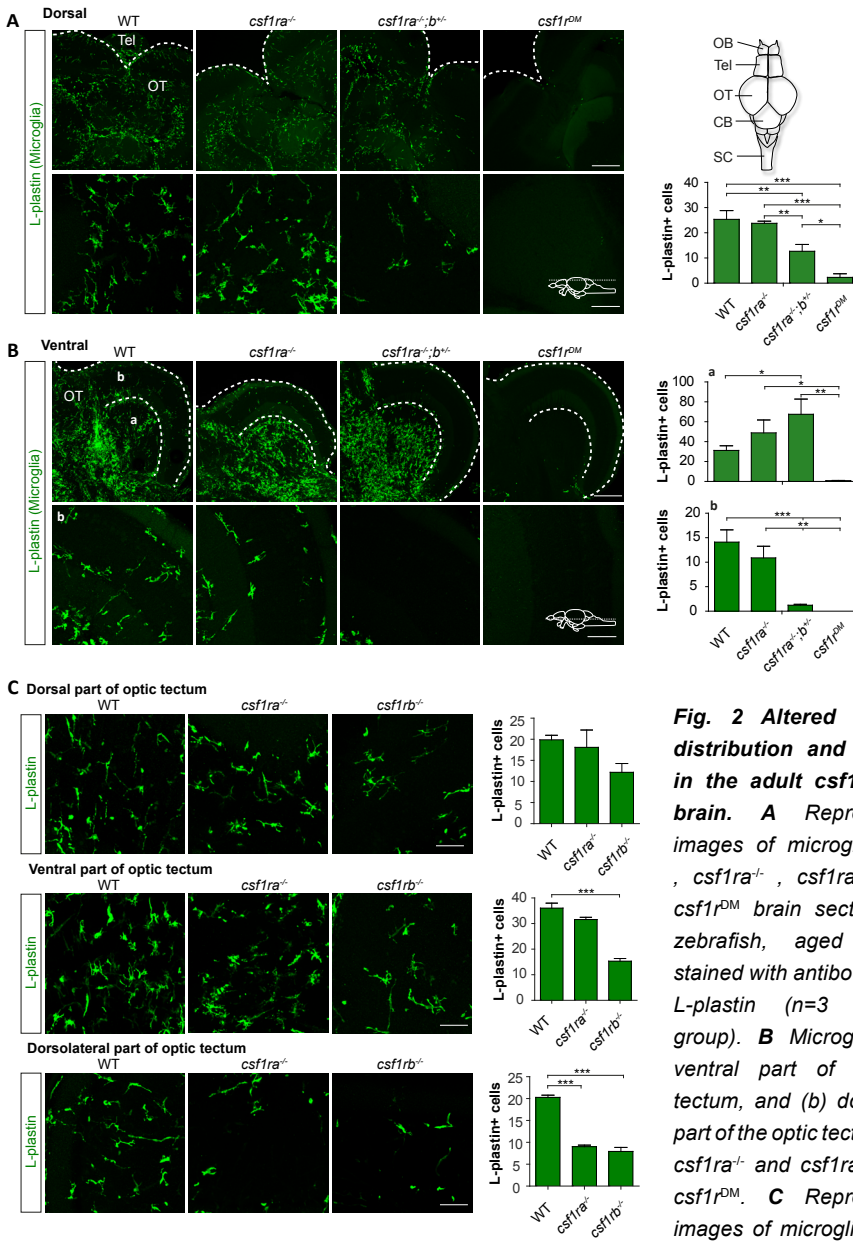 A Dorsal
WT csf1ra-/- csf1ra-/-;b+/- csf1rDM
Tel
OT
L-plastin (Microglia)
OB
Tel
OT
CB
SC
L-plastin+ cells
40
30
20
10
0
***
**
***
**
*
WT csf1ra-/- csf1ra-/-;b+/- csf1rDM
B Ventral
WT csf1ra-/- csf1ra-/-;b+/- csf1rDM
b
OT
a
b
L-plastin (Microglia)
a
L-plastin+ cells
100
80
60
40
20
0
*
*
**
b
L-plastin+ cells
20
15
10
5
0
***
**
WT csf1ra-/- csf1ra-/-;b+/- csf1rDM
C Dorsal part of optic tectum
WT csf1ra-/- csf1rb-/-
L-plastin
L-plastin+ cells
25
20
15
10
5
0
WT csf1ra-/- csf1rb-/-
Ventral part of optic tectum
WT csf1ra-/- csf1rb-/-
L-plastin
L-plastin+ cells
40
30
20
10
0
***
WT csf1ra-/- csf1rb-/-
Dorsolateral part of optic tectum
WT csf1ra-/- csf1rb-/-
L-plastin
L-plastin+ cells
25
20
15
10
5
0
***
***
WT csf1ra-/- csf1rb-/-
Fig. 2 Altered
distribution and
in the adult csf1
brain. A Repre
images of microg
, csf1ra-/- , csf1ra
csf1rDM brain sect
zebrafish, aged
stained with antibo
L-plastin (n=3
group). B Microg
ventral part of
tectum, and (b) do
part of the optic tect
csf1ra-/- and csf1ra
csf1rDM. C Repre
images of microgli